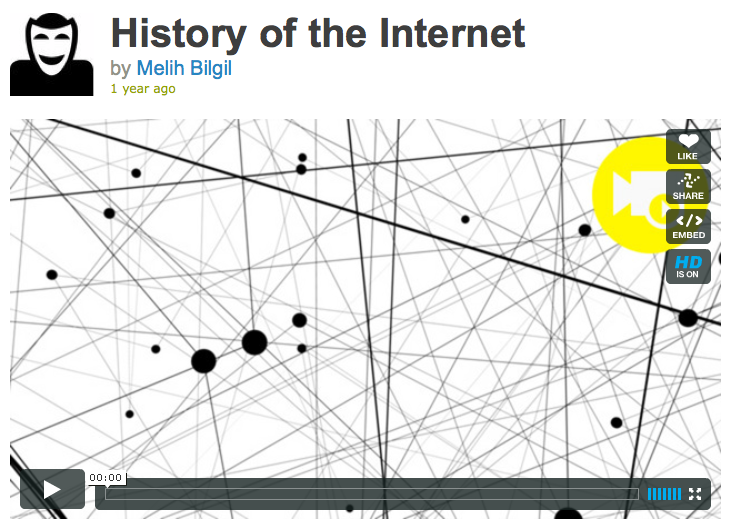 History of the Internet
by Melih Bilgil
1 year ago
LIKE
SHARE
EMBED
HD
IS ON
00:00